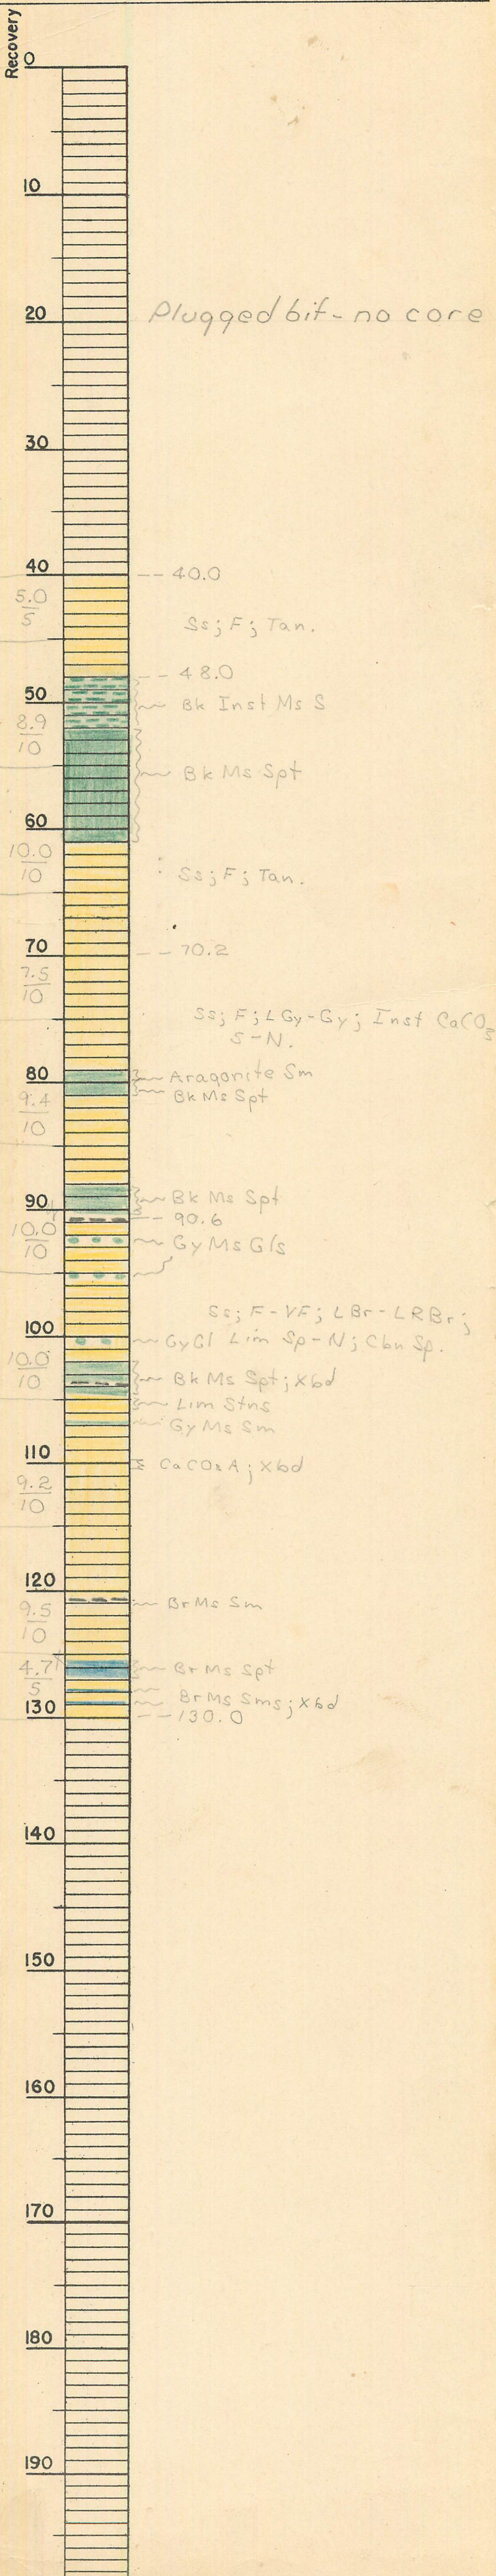 Recovery
0
10
20 Plugged bit - no core
30
40 -- 40.0
5.0
5
Ss; F; Tan.
-- 48.0
50 Bk Inst Ms S
8.9
10
Bk Ms Spt
60
10.0
10
Ss; F; Tan.
70 -- 70.2
7.5
10
Ss; F; LGy-Gy; Inst CaCO3
S-N.
80 Aragonite Sm
Bk Ms Spt
9.4
10
Bk Ms Spt
90 -- 90.6
10.0
10
Gy Ms Gls
Ss; F-VF; LBr-LRBr;
100 GyGl Lim Sp-N; Cbn Sp.
10.0
10
Bk Ms Spt; Xbd
Lim Stns
Gy Ms Sm
110 CaCO3 A; Xbd
9.2
10
120 Br Ms Sm
9.5
10
4.7
5
Br Ms Spt
Br Ms Sms; Xbd
130 -- 130.0
140
150
160
170
180
190